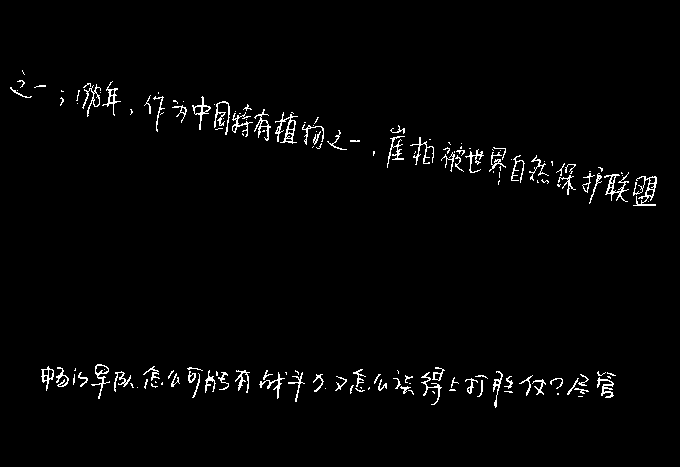 之一；1998年，作为中国特有植物之一，崖柏被世界自然保护联盟
畅的军队怎么可能有战斗力又怎么谈得上打胜仗？尽管